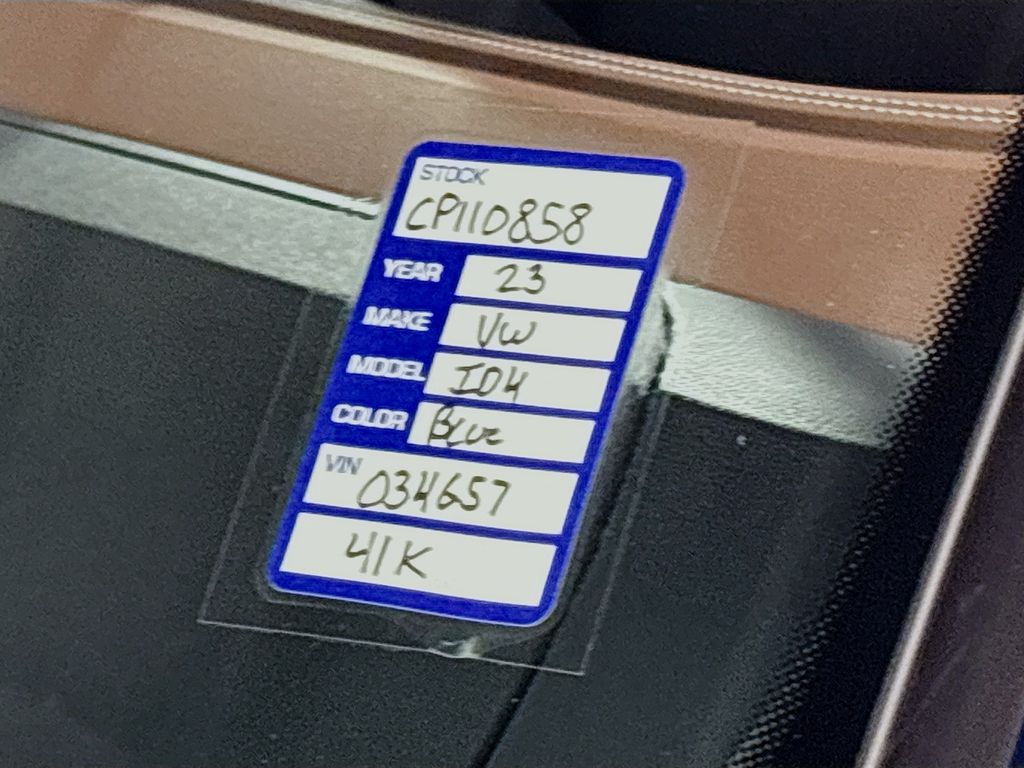 STOCK
CP110858
YEAR 23
MAKE VW
MODEL ID4
COLOR Blue
VIN
034657
41K